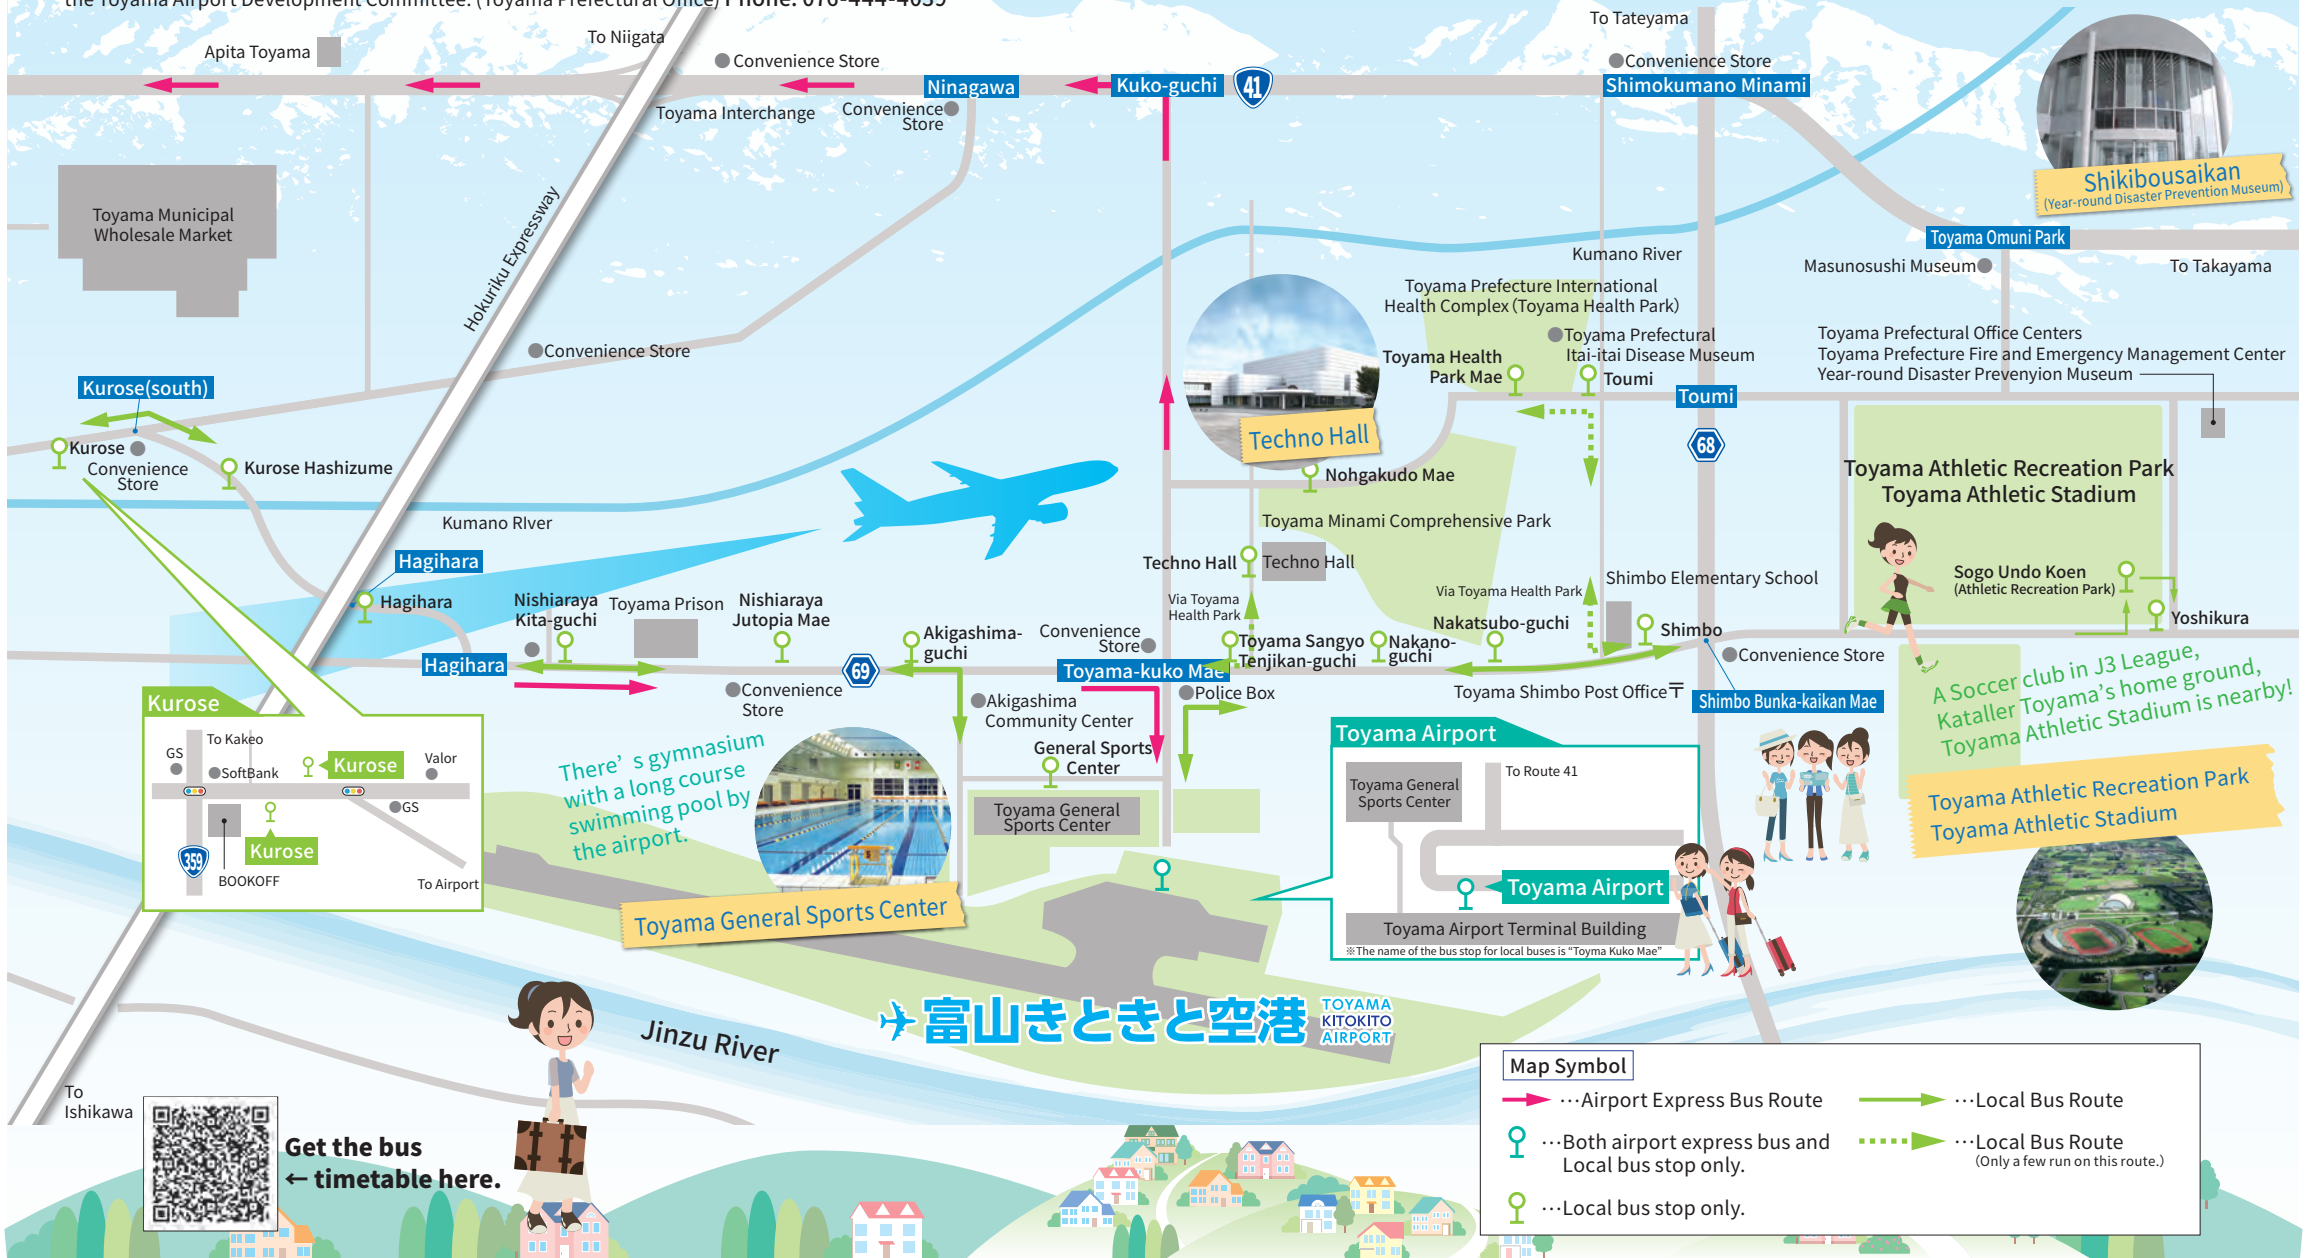 the Toyama Airport Development Committee. (Toyama Prefectural Office) Phone: 076-444-4039
To Tateyama
To Niigata
Apita Toyama
Convenience Store
Convenience Store
Ninagawa
Kuko-guchi
41
Shimokumano Minami
Toyama Interchange
Convenience
Store
Shikibousaikan
(Year-round Disaster Prevention Museum)
Toyama Municipal
Wholesale Market
Hokuriku Expressway
Toyama Omuni Park
Kumano River
Masunosushi Museum
To Takayama
Toyama Prefecture International
Health Complex (Toyama Health Park)
Toyama Prefectural
Itai-itai Disease Museum
Toyama Prefectural Office Centers
Toyama Prefecture Fire and Emergency Management Center
Year-round Disaster Prevenyion Museum
Convenience Store
Toyama Health
Park Mae
Toumi
Toumi
Kurose(south)
Kurose
Convenience
Store
Kurose Hashizume
Techno Hall
68
Nohgakudo Mae
Toyama Athletic Recreation Park
Toyama Athletic Stadium
Kumano RIver
Toyama Minami Comprehensive Park
Hagihara
Techno Hall
Techno Hall
Hagihara
Nishiaraya
Kita-guchi
Toyama Prison
Nishiaraya
Jutopia Mae
Via Toyama
Health Park
Via Toyama Health Park
Shimbo Elementary School
Sogo Undo Koen
(Athletic Recreation Park)
Yoshikura
Akigashima-
guchi
Convenience
Store
Toyama Sangyo
Tenjikan-guchi
Nakano-
guchi
Nakatsubo-guchi
Shimbo
Hagihara
69
Toyama-kuko Mae
Convenience Store
Convenience
Store
Akigashima
Community Center
Police Box
Toyama Shimbo Post Office〒
Shimbo Bunka-kaikan Mae
A Soccer club in J3 League,
Kataller Toyama's home ground,
Toyama Athletic Stadium is nearby!
Kurose
To Kakeo
GS
SoftBank
Kurose
Valor
GS
Kurose
359
BOOKOFF
To Airport
There's gymnasium
with a long course
swimming pool by
the airport.
General Sports
Center
Toyama General
Sports Center
Toyama General Sports Center
Toyama Airport
Toyama General
Sports Center
To Route 41
Toyama Airport
Toyama Airport Terminal Building
※The name of the bus stop for local buses is “Toyma Kuko Mae”
Toyama Athletic Recreation Park
Toyama Athletic Stadium
富山きときと空港
TOYAMA
KITOKITO
AIRPORT
Jinzu River
To
Ishikawa
Get the bus
← timetable here.
Map Symbol
…Airport Express Bus Route
…Local Bus Route
…Both airport express bus and
Local bus stop only.
…Local Bus Route
(Only a few run on this route.)
…Local bus stop only.